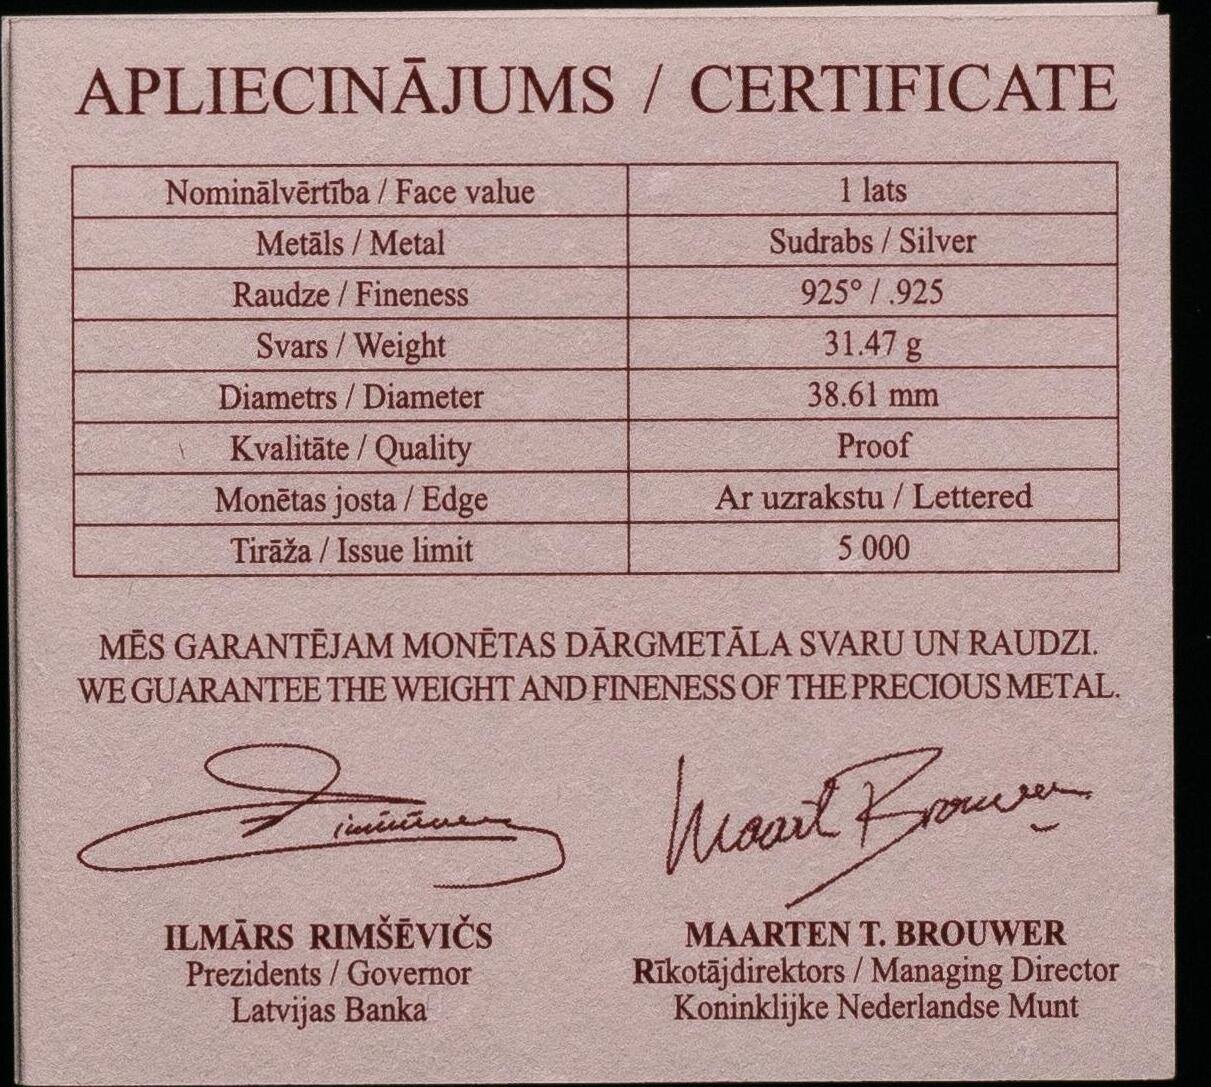 APLIECINĀJUMS / CERTIFICATE
Nominālvērtība / Face value 1 lats
Metāls / Metal Sudrabs / Silver
Raudze / Fineness 925° / .925
Svars / Weight 31.47 g
Diametrs / Diameter 38.61 mm
Kvalitāte / Quality Proof
Monētas josta / Edge Ar uzrakstu / Lettered
Tirāža / Issue limit 5 000
MĒS GARANTĒJAM MONĒTAS DĀRGMETĀLA SVARU UN RAUDZI.
WE GUARANTEE THE WEIGHT AND FINENESS OF THE PRECIOUS METAL.
Maart Brouwer
ILMĀRS RIMŠĒVIČS
Prezidents / Governor
Latvijas Banka
MAARTEN T. BROUWER
Rīkotājdirektors / Managing Director
Koninklijke Nederlandse Munt